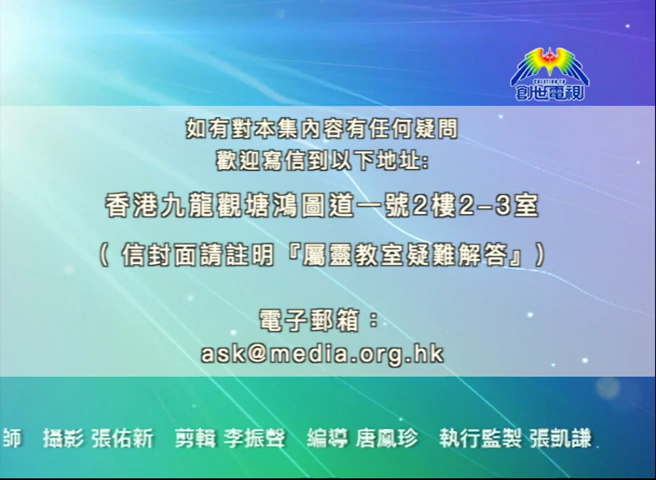 CREATION TV
創世電視
如有對本集內容有任何疑問
歡迎寫信到以下地址:
香港九龍觀塘鴻圖道一號2樓2-3室
( 信封面請註明『屬靈教室疑難解答』)
電子郵箱：
ask@media.org.hk
師 攝影 張佑新 剪輯 李振聲 編導 唐鳳珍 執行監製 張凱謙